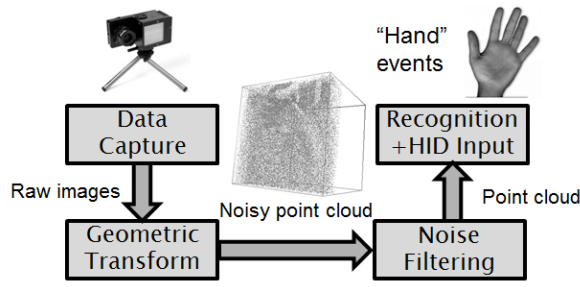 “Hand”
events
Data
Capture
Recognition
+HID Input
Raw images
Noisy point cloud
Point cloud
Geometric
Transform
Noise
Filtering